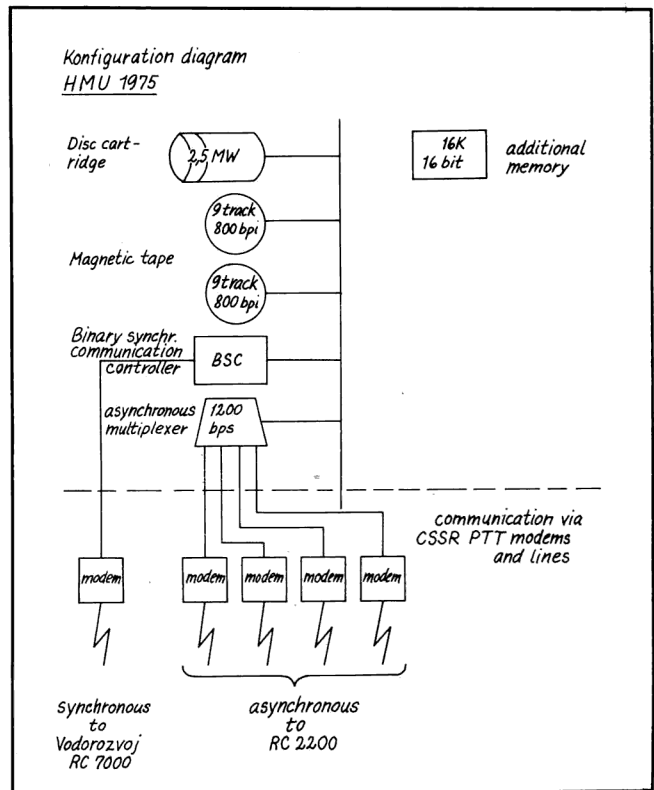 Konfiguration diagram
HMU 1975
Disc cart-
ridge
2,5 MW
16K
16 bit
additional
memory
9 track
800 bpi
Magnetic tape
9 track
800 bpi
Binary synchr.
communication
controller
BSC
asynchronous
multiplexer
1200
bps
communication via
CSSR PTT modems
and lines
modem
modem
modem
modem
modem
synchronous
to
Vodorozvoj
RC 7000
asynchronous
to
RC 2200